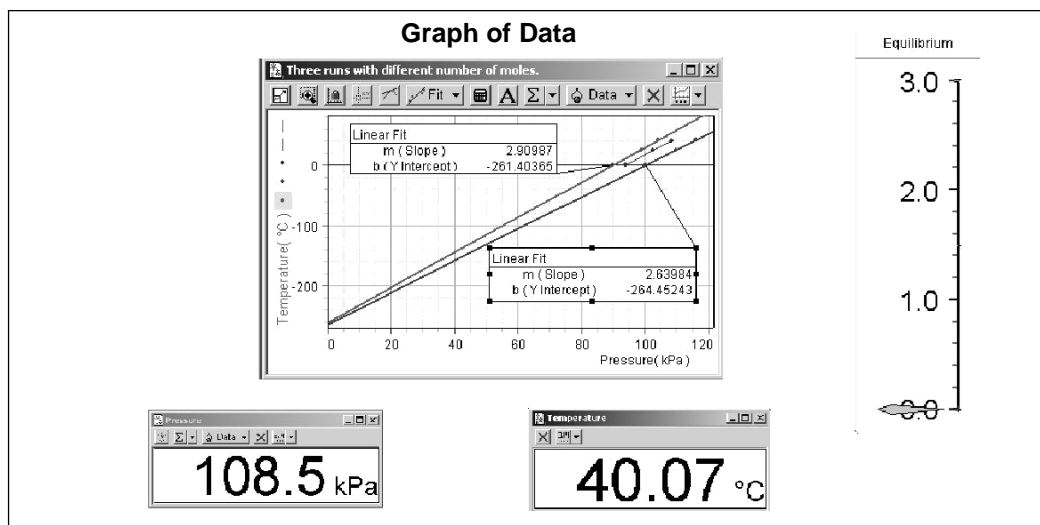 Graph of Data
Equilibrium
Three runs with different number of moles.
Fit
A
Σ
Data
Linear Fit
m ( Slope ) 2.90987
b ( Y Intercept ) -261.40365
Linear Fit
m ( Slope ) 2.63984
b ( Y Intercept ) -264.45243
Temperature( °C )
0
-100
-200
0 20 40 60 80 100 120
Pressure( kPa )
3.0
2.0
1.0
0.0
Pressure
Σ Data
108.5 kPa
Temperature
40.07 °C